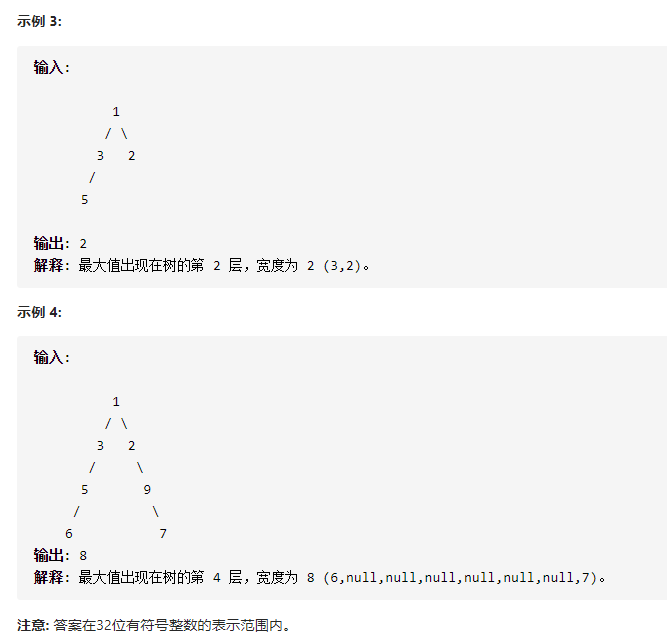 示例 3:
输入:
1
/ \
3 2
/
5
输出: 2
解释: 最大值出现在树的第 2 层，宽度为 2 (3,2)。
示例 4:
输入:
1
/ \
3 2
/ \
5 9
/ \
6 7
输出: 8
解释: 最大值出现在树的第 4 层，宽度为 8 (6,null,null,null,null,null,null,7)。
注意: 答案在32位有符号整数的表示范围内。